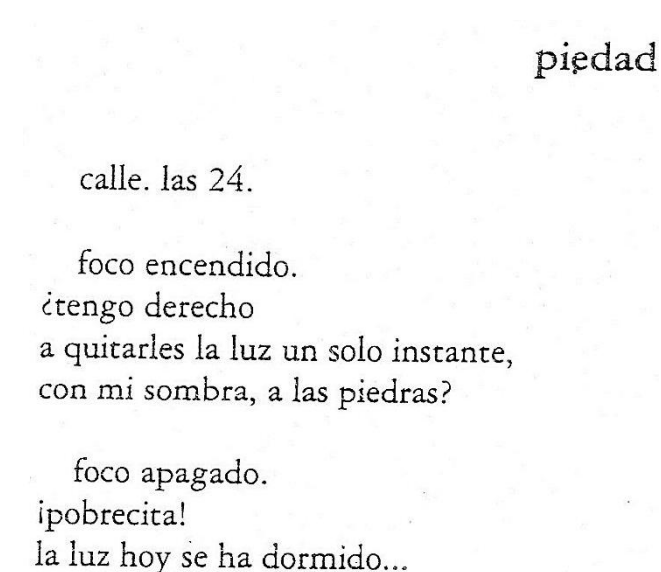 piedad
calle. las 24.
foco encendido.
¿tengo derecho
a quitarles la luz un solo instante,
con mi sombra, a las piedras?
foco apagado.
¡pobrecita!
la luz hoy se ha dormido...